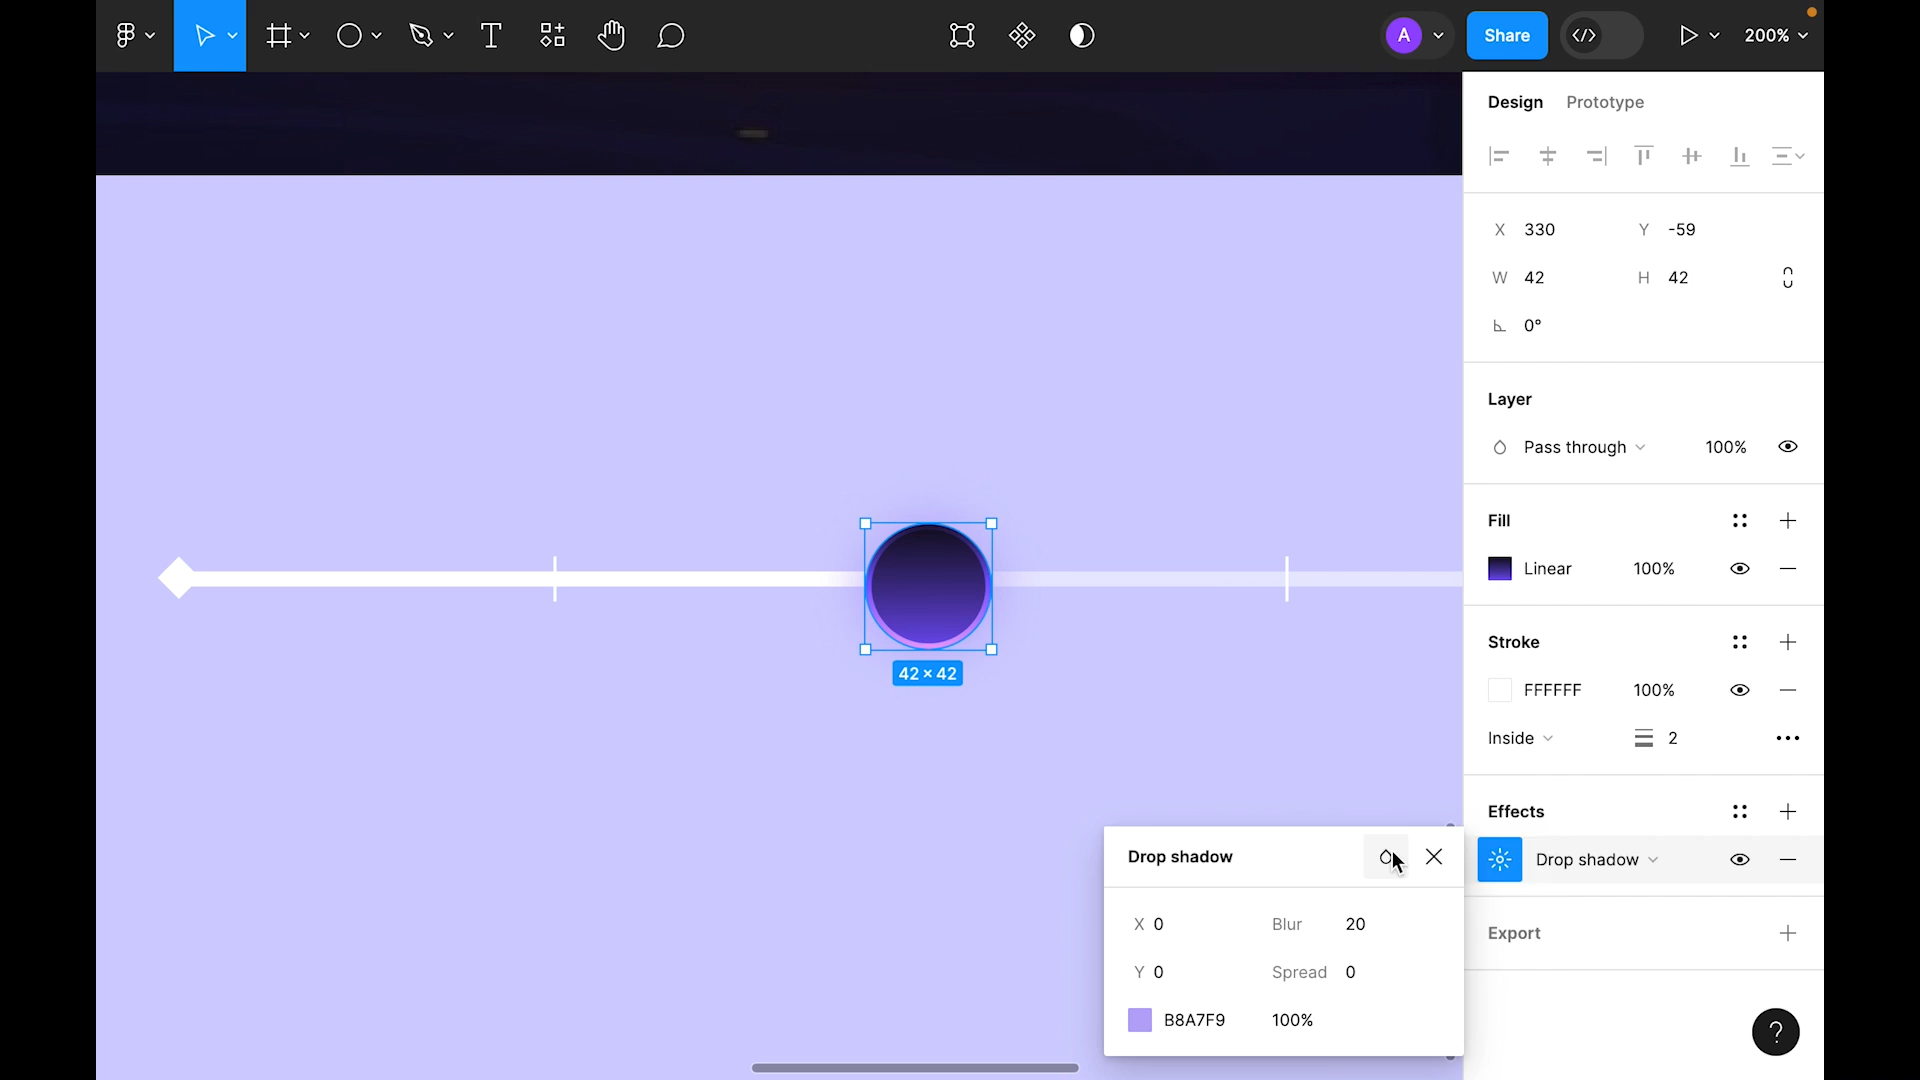 A
Share
200%
Design Prototype
X 330 Y -59
W 42 H 42
0°
Layer
Pass through 100%
Fill
Linear 100%
Stroke
FFFFFF 100%
Inside 2
42 × 42
Effects
Drop shadow
Export
Drop shadow
X 0 Blur 20
Y 0 Spread 0
B8A7F9 100%
?